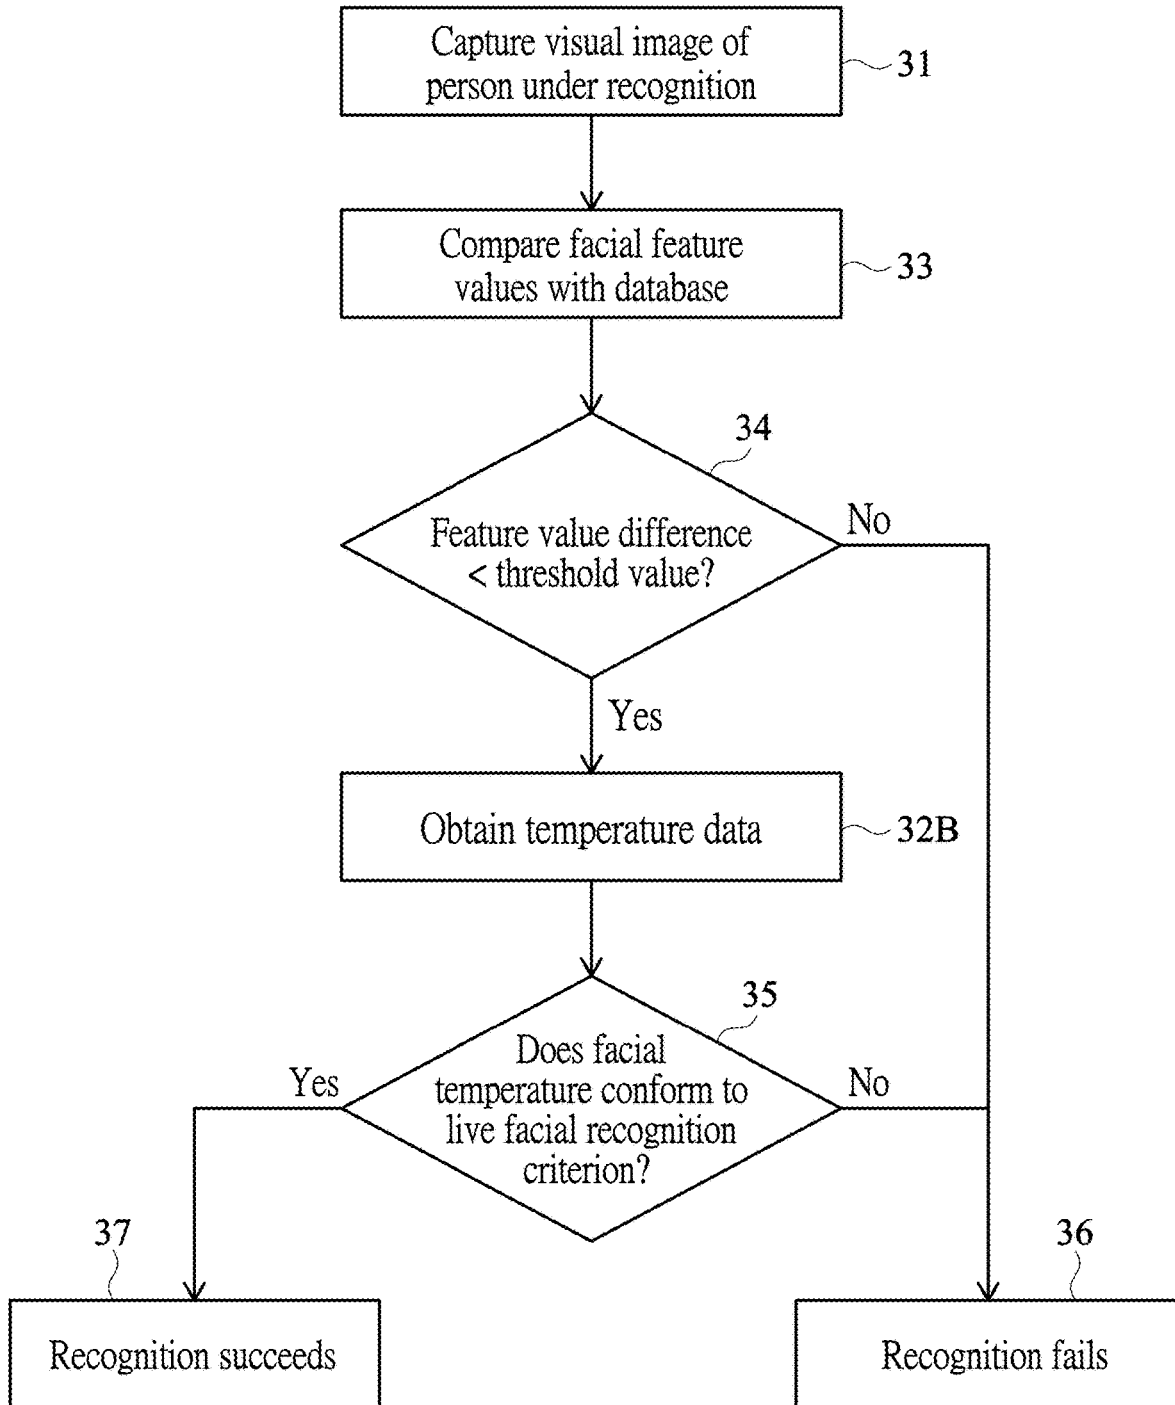 Capture visual image of
person under recognition
31
Compare facial feature
values with database
33
34
Feature value difference
< threshold value?
No
Yes
Obtain temperature data
32B
35
Does facial
temperature conform to
live facial recognition
criterion?
Yes
No
37
Recognition succeeds
36
Recognition fails